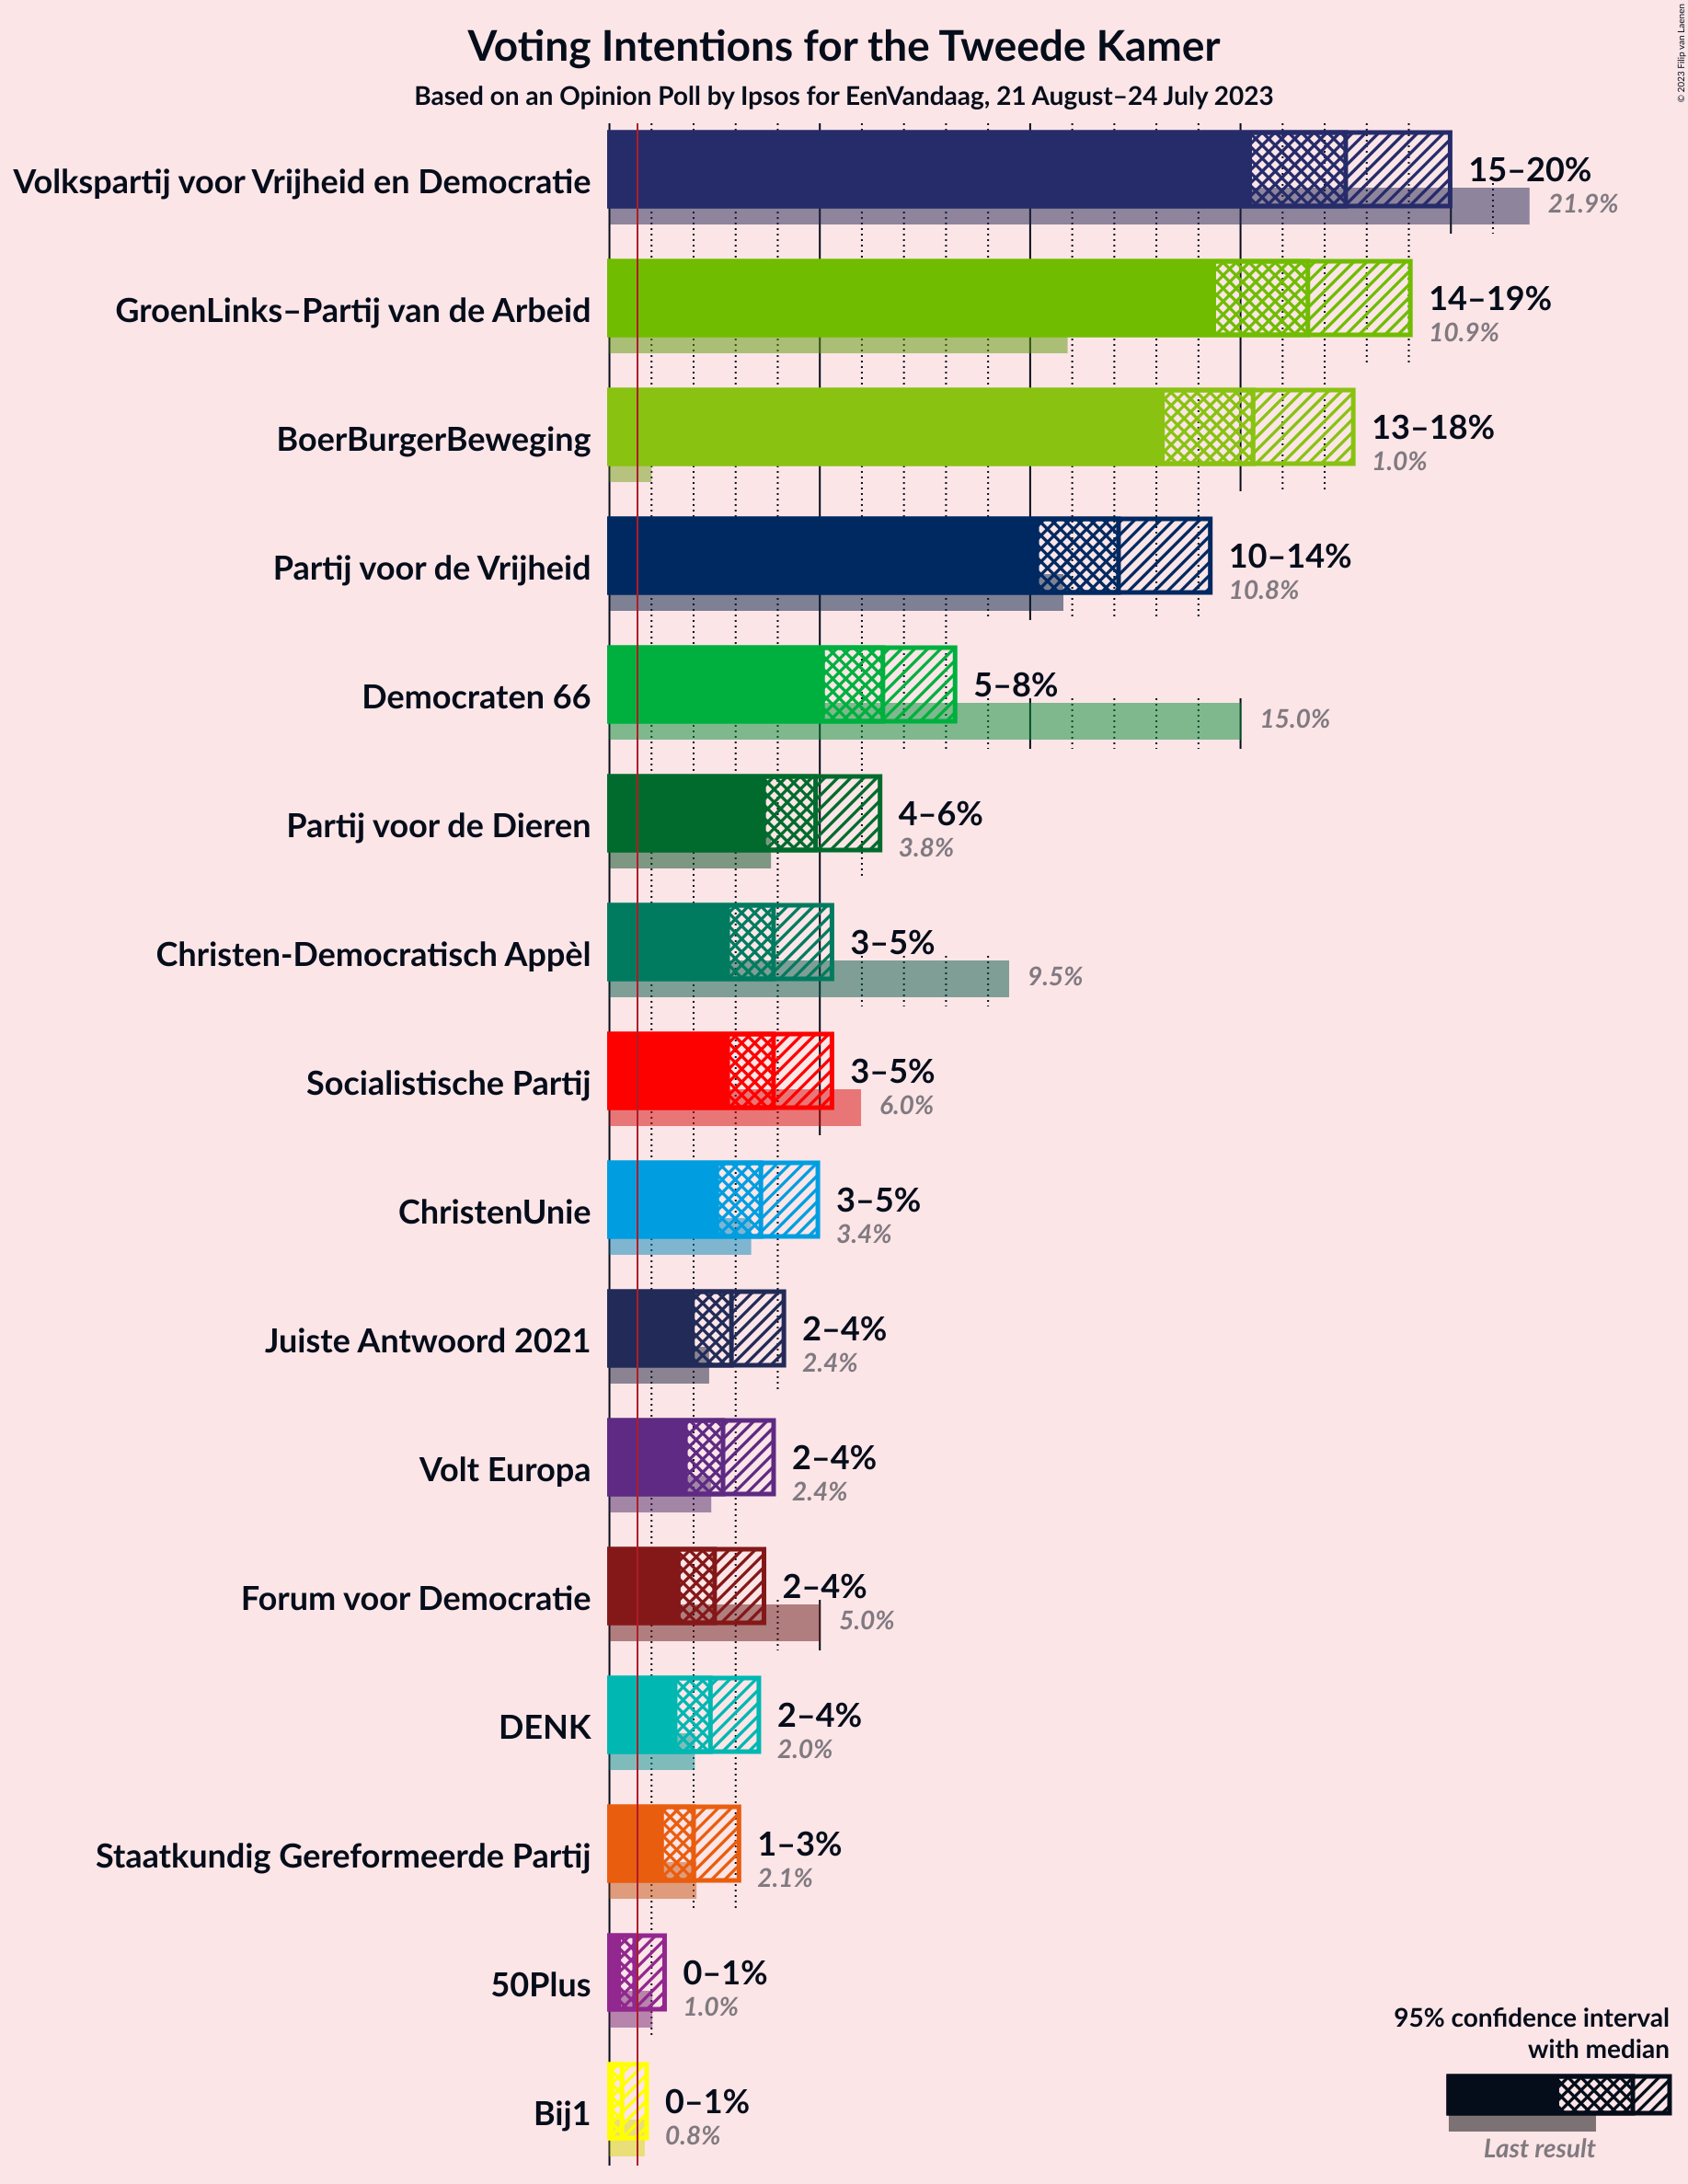 Voting Intentions for the Tweede Kamer
Based on an Opinion Poll by Ipsos for EenVandaag, 21 August–24 July 2023
© 2023 Filip van Laenen
Volkspartij voor Vrijheid en Democratie
15–20%
21.9%
GroenLinks–Partij van de Arbeid
14–19%
10.9%
BoerBurgerBeweging
13–18%
1.0%
Partij voor de Vrijheid
10–14%
10.8%
Democraten 66
5–8%
15.0%
Partij voor de Dieren
4–6%
3.8%
Christen-Democratisch Appèl
3–5%
9.5%
Socialistische Partij
3–5%
6.0%
ChristenUnie
3–5%
3.4%
Juiste Antwoord 2021
2–4%
2.4%
Volt Europa
2–4%
2.4%
Forum voor Democratie
2–4%
5.0%
DENK
2–4%
2.0%
Staatkundig Gereformeerde Partij
1–3%
2.1%
50Plus
0–1%
1.0%
Bij1
0–1%
0.8%
95% confidence interval
with median
Last result